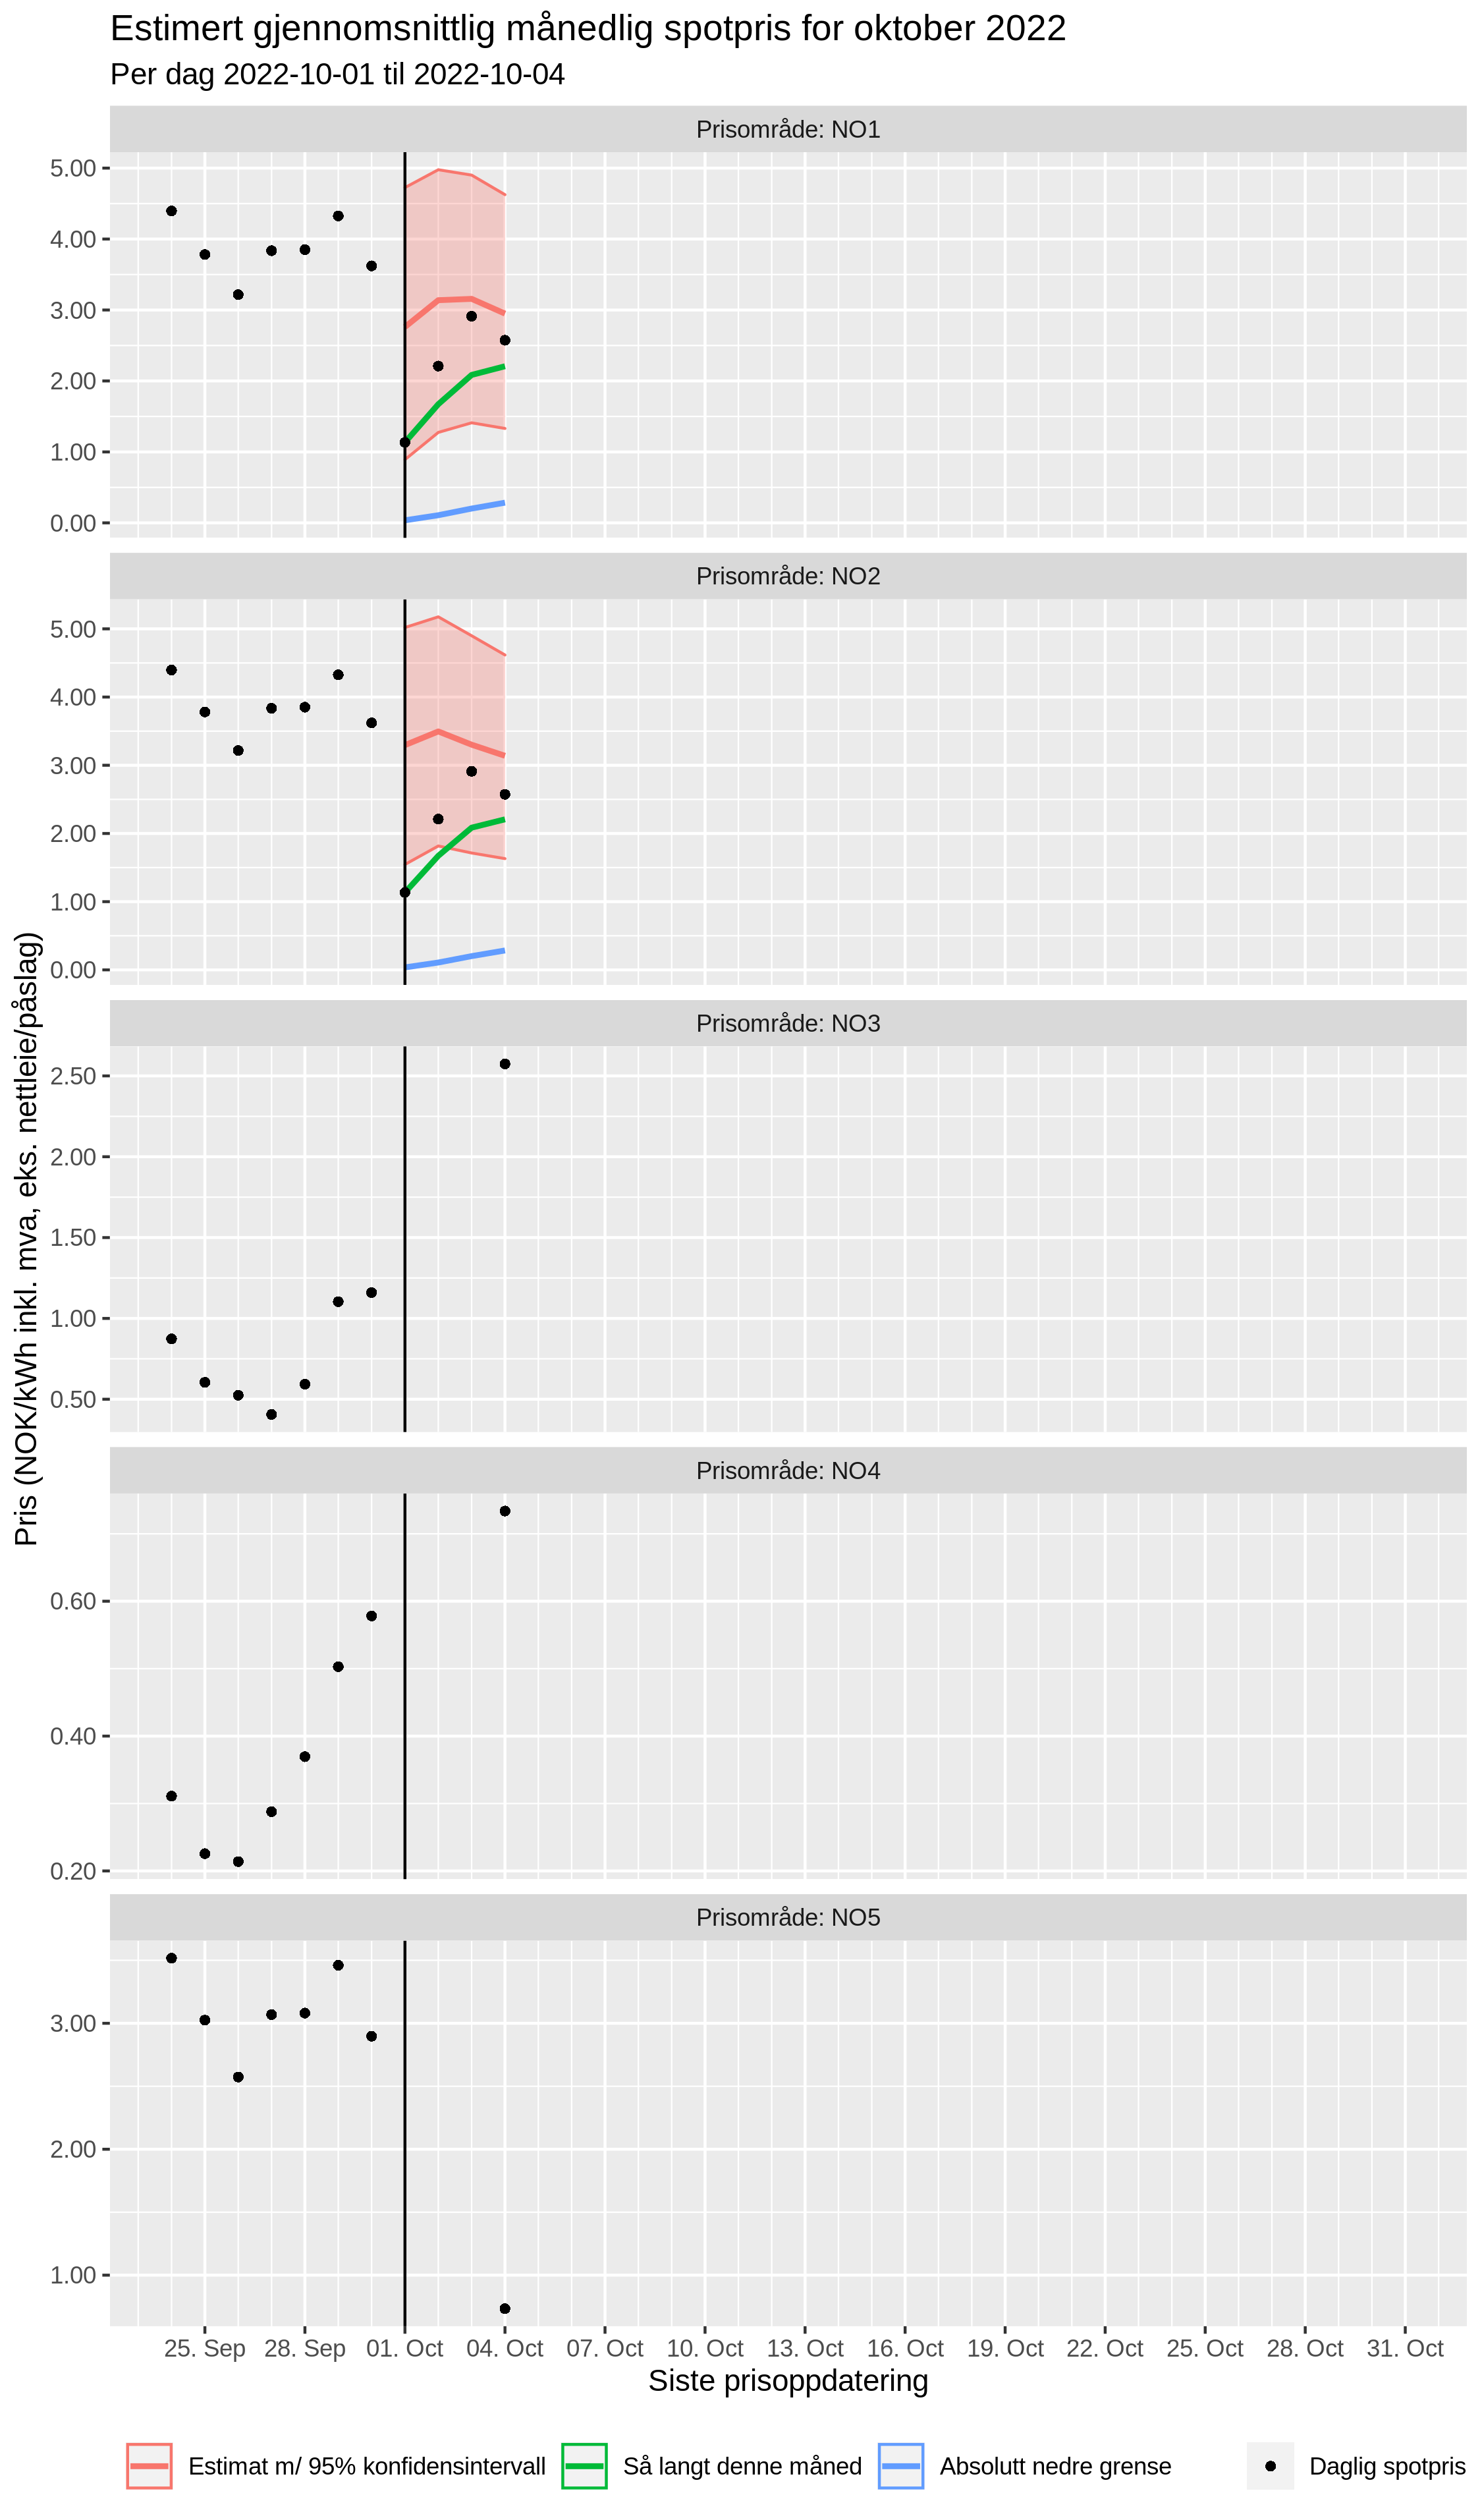 Estimert gjennomsnittlig månedlig spotpris for oktober 2022
Per dag 2022-10-01 til 2022-10-04
Prisområde: NO1
5.00
4.00
3.00
2.00
1.00
0.00
Prisområde: NO2
5.00
4.00
3.00
2.00
1.00
0.00
Prisområde: NO3
2.50
2.00
1.50
1.00
0.50
Prisområde: NO4
0.60
0.40
0.20
Prisområde: NO5
3.00
2.00
1.00
Pris (NOK/kWh inkl. mva, eks. nettleie/påslag)
25. Sep 28. Sep 01. Oct 04. Oct 07. Oct 10. Oct 13. Oct 16. Oct 19. Oct 22. Oct 25. Oct 28. Oct 31. Oct
Siste prisoppdatering
Estimat m/ 95% konfidensintervall Så langt denne måned Absolutt nedre grense Daglig spotpris